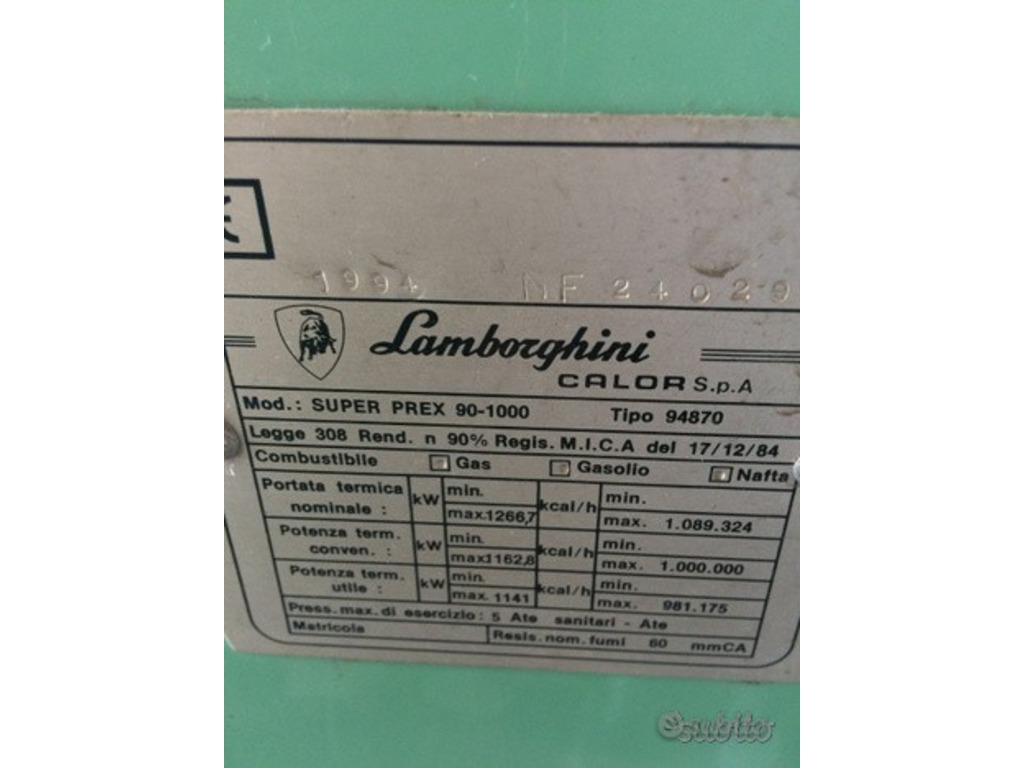 1994 NF 24029
Lamborghini
CALOR S.p.A
Mod.: SUPER PREX 90-1000 Tipo 94870
Legge 308 Rend. n 90% Regis. M.I.C.A del 17/12/84
Combustibile Gas Gasolio Nafta
Portata termica nominale : kW min. kcal/h min.
max.1266,7 max. 1.089.324
Potenza term. conven. : kW min. kcal/h min.
max.1162,8 max. 1.000.000
Potenza term. utile : kW min. kcal/h min.
max. 1141 max. 981.175
Press.max.di esercizio : 5 Ate sanitari - Ate
Matricola Resis.nom.fumi 60 mmCA
subito